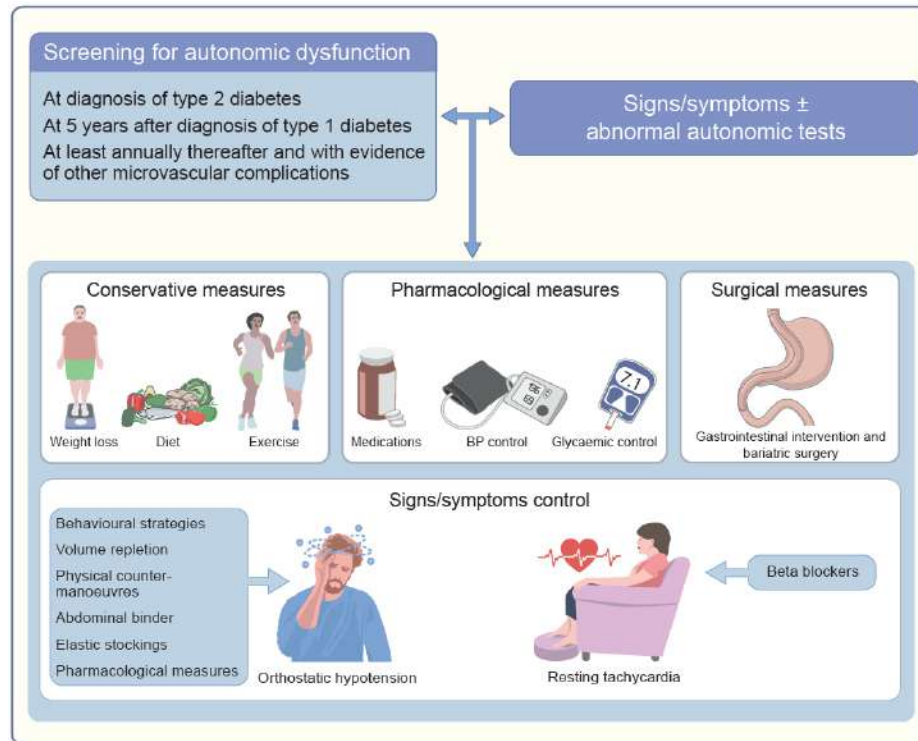 Screening for autonomic dysfunction
At diagnosis of type 2 diabetes
At 5 years after diagnosis of type 1 diabetes
At least annually thereafter and with evidence
of other microvascular complications
Signs/symptoms ±
abnormal autonomic tests
Conservative measures
Weight loss
Diet
Exercise
Pharmacological measures
Medications
BP control
Glycaemic control
7.1
Surgical measures
Gastrointestinal intervention and
bariatric surgery
Signs/symptoms control
Behavioural strategies
Volume repletion
Physical counter-
manoeuvres
Abdominal binder
Elastic stockings
Pharmacological measures
Orthostatic hypotension
Resting tachycardia
Beta blockers